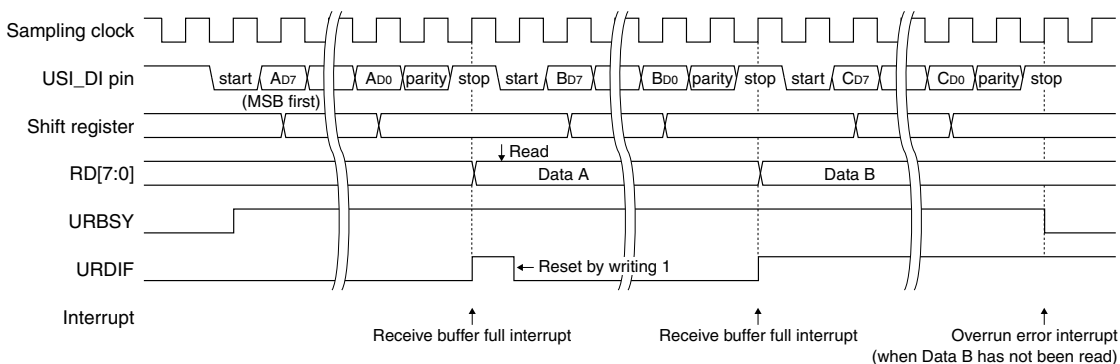 Sampling clock
USI_DI pin
start AD7 AD0 parity stop start BD7 BD0 parity stop start CD7 CD0 parity stop
(MSB first)
Shift register
Read
RD[7:0]
Data A Data B
URBSY
URDIF
Reset by writing 1
Interrupt
Receive buffer full interrupt Receive buffer full interrupt Overrun error interrupt
(when Data B has not been read)